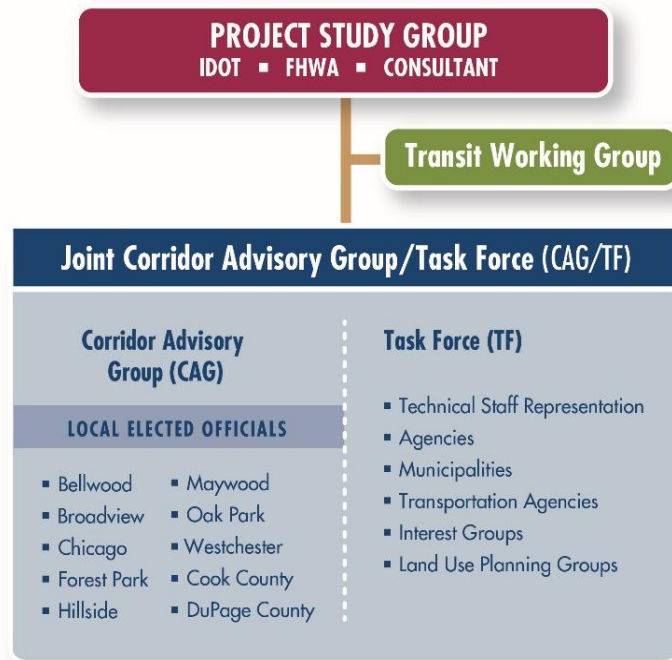 PROJECT STUDY GROUP
IDOT ▪ FHWA ▪ CONSULTANT
Transit Working Group
Joint Corridor Advisory Group/Task Force (CAG/TF)
Corridor Advisory
Group (CAG)
LOCAL ELECTED OFFICIALS
▪ Bellwood
▪ Broadview
▪ Chicago
▪ Forest Park
▪ Hillside
▪ Maywood
▪ Oak Park
▪ Westchester
▪ Cook County
▪ DuPage County
Task Force (TF)
▪ Technical Staff Representation
▪ Agencies
▪ Municipalities
▪ Transportation Agencies
▪ Interest Groups
▪ Land Use Planning Groups